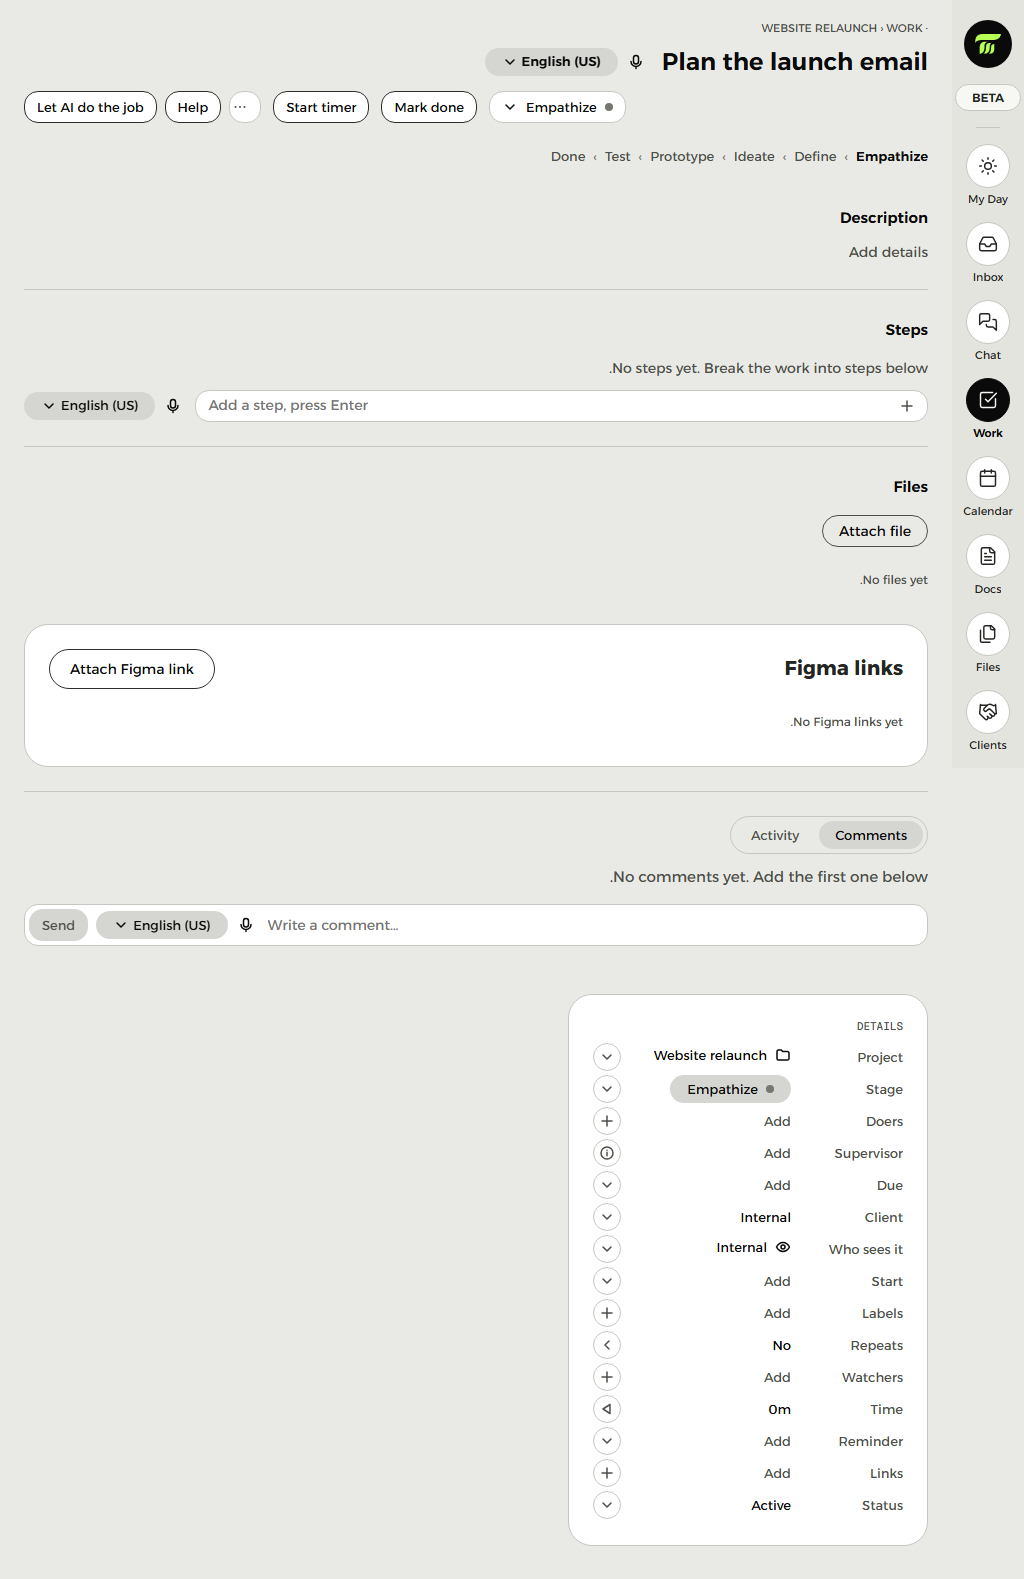 WEBSITE RELAUNCH › WORK ·
Plan the launch email
English (US)
Empathize
Mark done
Start timer
...
Help
Let AI do the job
Empathize ‹ Define ‹ Ideate ‹ Prototype ‹ Test ‹ Done
Description
Add details
Steps
.No steps yet. Break the work into steps below
Add a step, press Enter
English (US)
Files
Attach file
.No files yet
Figma links
Attach Figma link
.No Figma links yet
Comments
Activity
.No comments yet. Add the first one below
Write a comment...
English (US)
Send
DETAILS
Project Website relaunch
Stage Empathize
Doers Add
Supervisor Add
Due Add
Client Internal
Who sees it Internal
Start Add
Labels Add
Repeats No
Watchers Add
Time 0m
Reminder Add
Links Add
Status Active
BETA
My Day
Inbox
Chat
Work
Calendar
Docs
Files
Clients